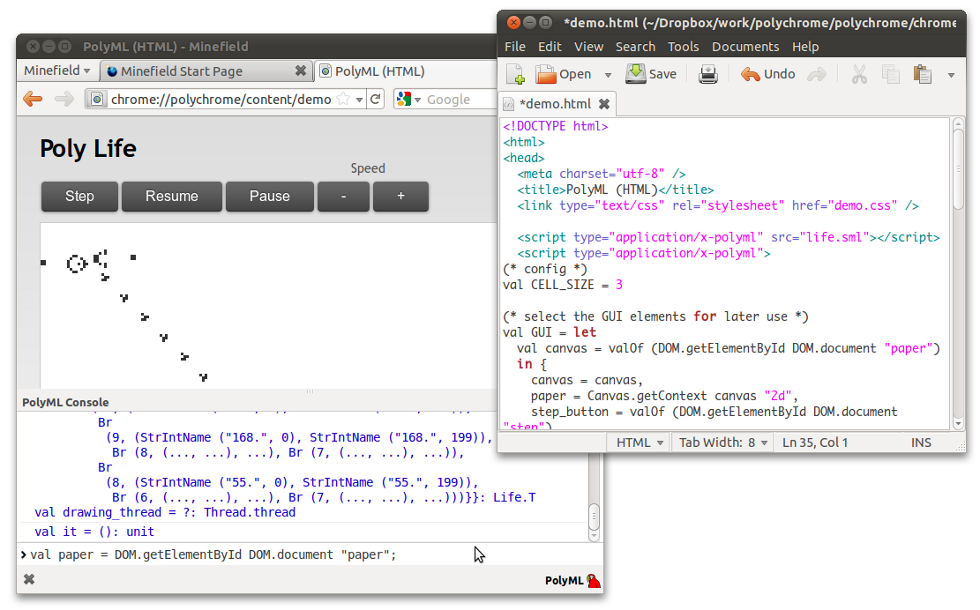 PolyML (HTML) - Minefield
Minefield
Minefield Start Page
PolyML (HTML)
chrome://polychrome/content/demo.
Google
Poly Life
Speed
Step
Resume
Pause
-
+
PolyML Console
Br
(9, (StrIntName ("168.", 0), StrIntName ("168.", 199)),
Br (8, (..., ...), ...), Br (7, (..., ...), ...)),
Br
(8, (StrIntName ("55.", 0), StrIntName ("55.", 199)),
Br (6, (..., ...), ...), Br (7, (..., ...), ...)))}}: Life.T
val drawing_thread = ?: Thread.thread
val it = (): unit
val paper = DOM.getElementById DOM.document "paper";
PolyML
*demo.html (~/Dropbox/work/polychrome/polychrome/chrome
File Edit View Search Tools Documents Help
Open Save Undo
*demo.html
<!DOCTYPE html>
<html>
<head>
<meta charset="utf-8" />
<title>PolyML (HTML)</title>
<link type="text/css" rel="stylesheet" href="demo.css" />
<script type="application/x-polyml" src="life.sml"></script>
<script type="application/x-polyml">
(* config *)
val CELL_SIZE = 3
(* select the GUI elements for later use *)
val GUI = let
val canvas = valOf (DOM.getElementById DOM.document "paper")
in {
canvas = canvas,
paper = Canvas.getContext canvas "2d",
step_button = valOf (DOM.getElementById DOM.document
"step")
HTML Tab Width: 8 Ln 35, Col 1 INS